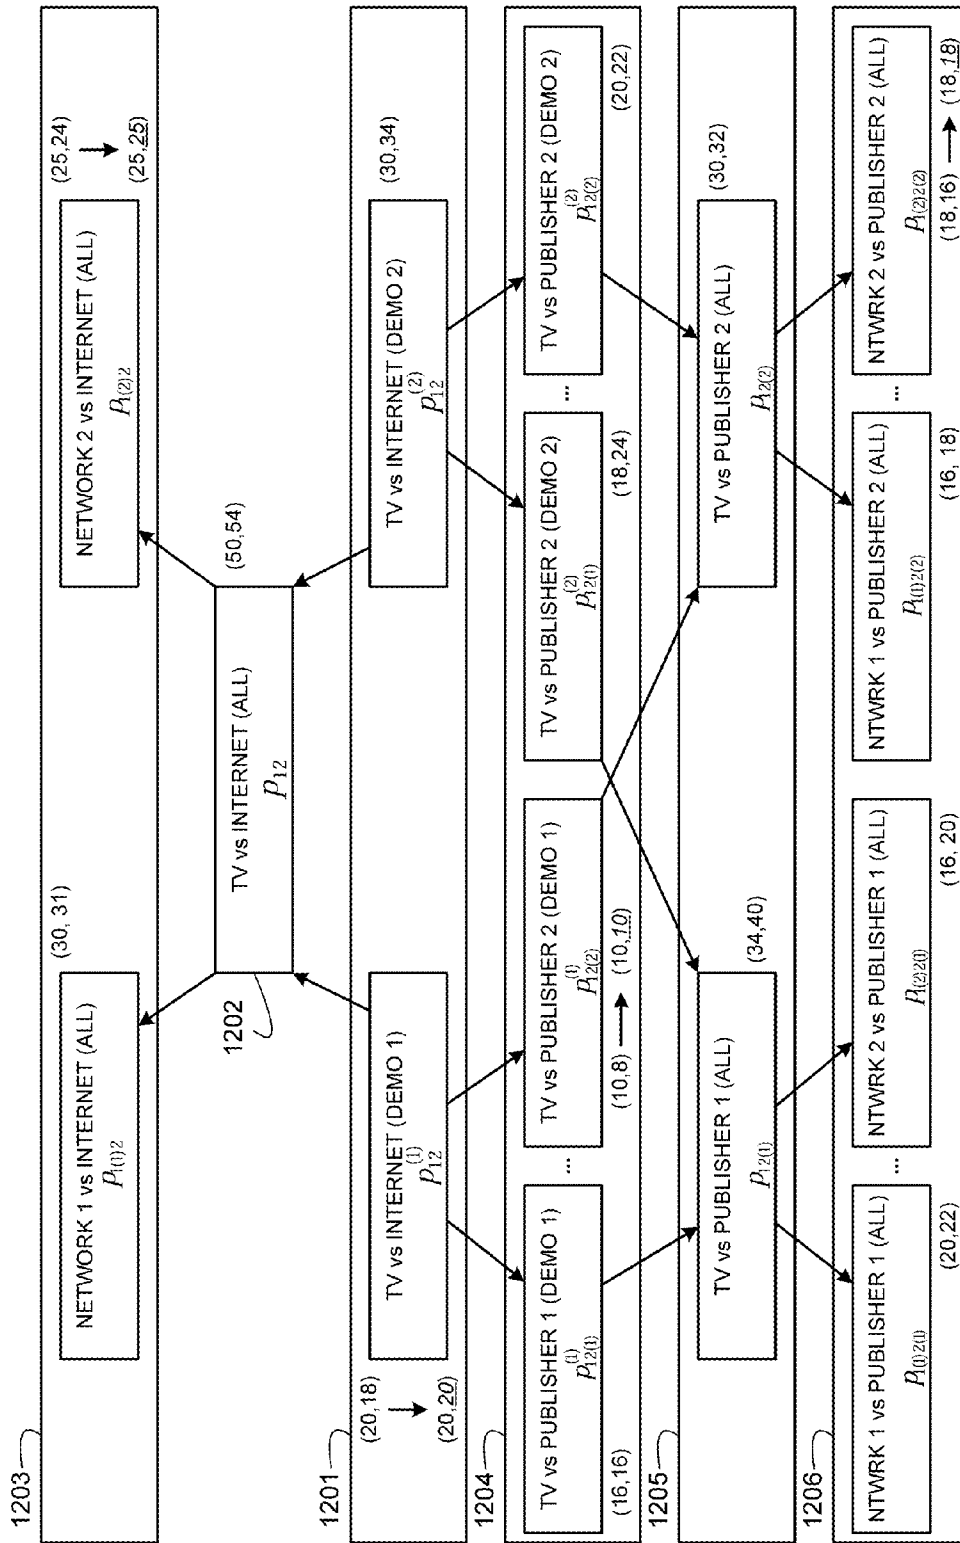 1203
NETWORK 1 vs INTERNET (ALL)
p1(1)2
(30, 31)
NETWORK 2 vs INTERNET (ALL)
p1(2)2
(25,24)
(25,25)
1202
TV vs INTERNET (ALL)
p12
(50,54)
1201
(20,18)
(20,20)
TV vs INTERNET (DEMO 1)
p12(1)
TV vs INTERNET (DEMO 2)
p12(2)
(30,34)
1204
TV vs PUBLISHER 1 (DEMO 1)
p12(1)(1)
(16,16)
...
TV vs PUBLISHER 2 (DEMO 1)
p12(2)(1)
(10,8) → (10,10)
TV vs PUBLISHER 2 (DEMO 2)
p12(1)(2)
(18,24)
...
TV vs PUBLISHER 2 (DEMO 2)
p12(2)(2)
(20,22)
1205
TV vs PUBLISHER 1 (ALL)
p12(1)
(34,40)
TV vs PUBLISHER 2 (ALL)
p12(2)
(30,32)
1206
NTWRK 1 vs PUBLISHER 1 (ALL)
p1(1)2(1)
(20,22)
...
NTWRK 2 vs PUBLISHER 1 (ALL)
p1(2)2(1)
(16, 20)
NTWRK 1 vs PUBLISHER 2 (ALL)
p1(1)2(2)
(16, 18)
...
NTWRK 2 vs PUBLISHER 2 (ALL)
p1(2)2(2)
(18,16) → (18,18)